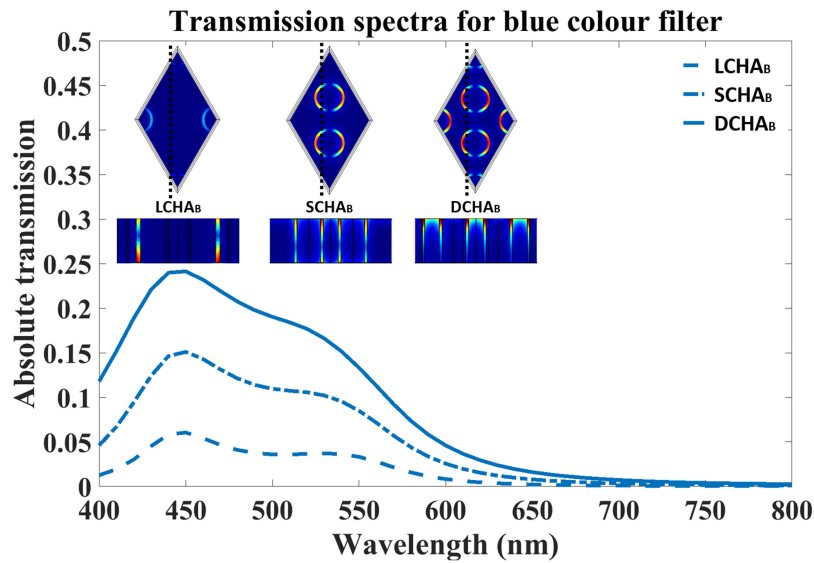 Transmission spectra for blue colour filter
0.5
0.45
0.4
0.35
0.3
0.25
0.2
0.15
0.1
0.05
0
Absolute transmission
LCHAB
SCHAB
DCHAB
LCHAB
SCHAB
DCHAB
400 450 500 550 600 650 700 750 800
Wavelength (nm)